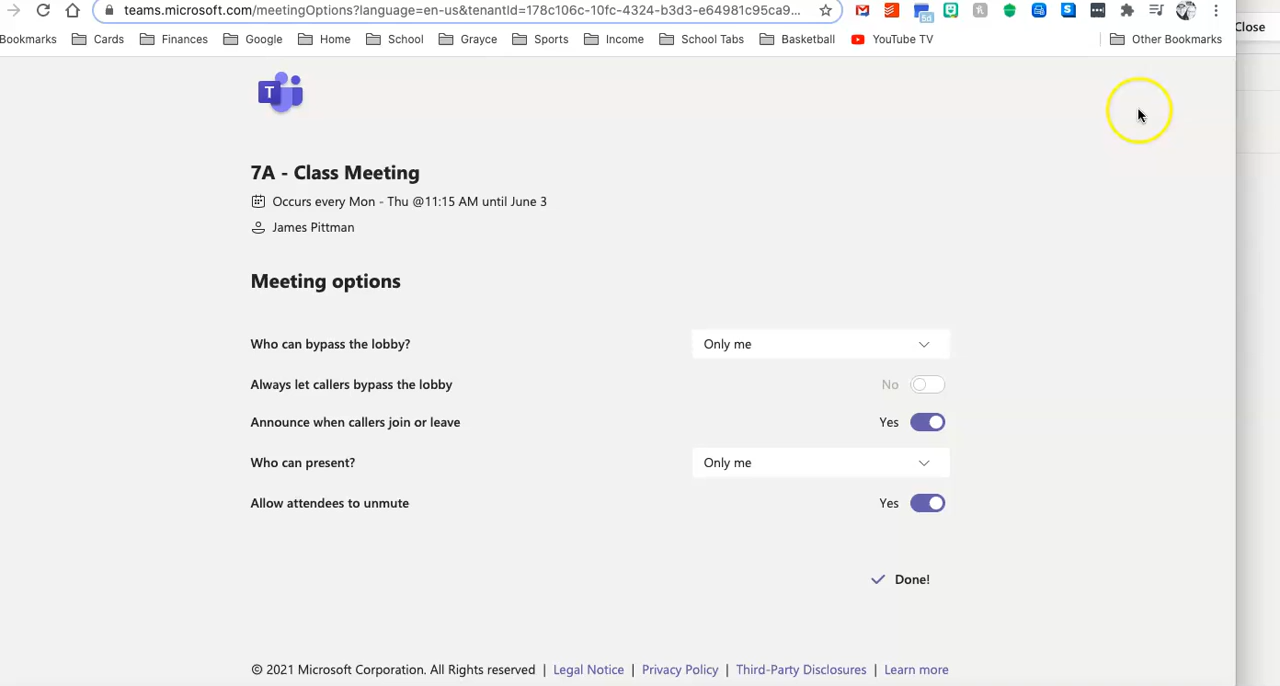 teams.microsoft.com/meetingOptions?language=en-us&tenantId=178c106c-10fc-4324-b3d3-e64981c95ca9...
5d
Close
Bookmarks Cards Finances Google Home School Grayce Sports Income School Tabs Basketball YouTube TV Other Bookmarks
T
7A - Class Meeting
Occurs every Mon - Thu @11:15 AM until June 3
James Pittman
Meeting options
Who can bypass the lobby? Only me
Always let callers bypass the lobby No
Announce when callers join or leave Yes
Who can present? Only me
Allow attendees to unmute Yes
Done!
© 2021 Microsoft Corporation. All Rights reserved | Legal Notice | Privacy Policy | Third-Party Disclosures | Learn more